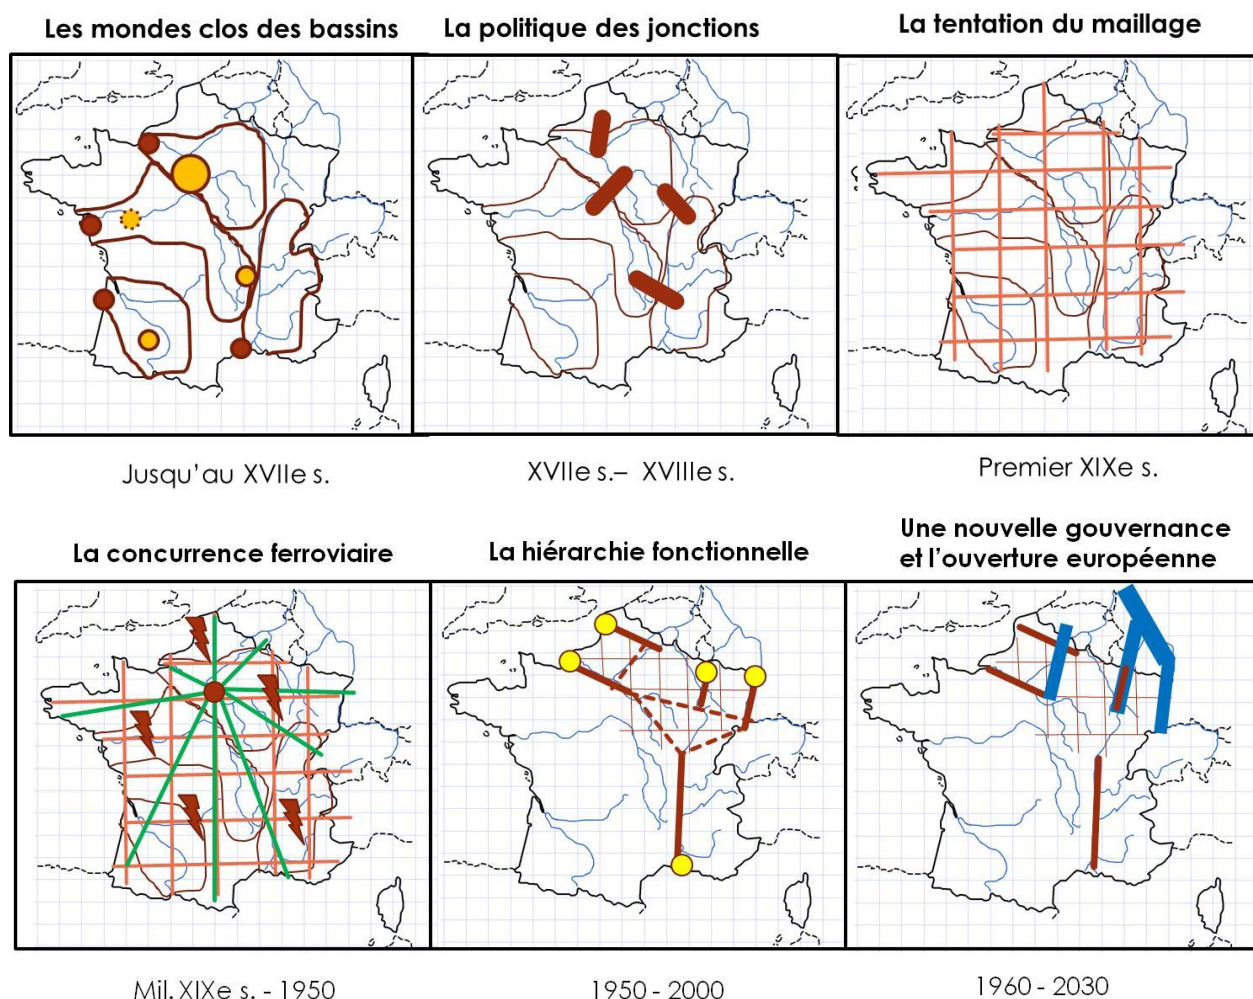 Les mondes clos des bassins
La politique des jonctions
La tentation du maillage
Jusqu'au XVIIe s.
XVIIe s.– XVIIIe s.
Premier XIXe s.
La concurrence ferroviaire
La hiérarchie fonctionnelle
Une nouvelle gouvernance
et l'ouverture européenne
Mil. XIXe s. - 1950
1950 - 2000
1960 - 2030